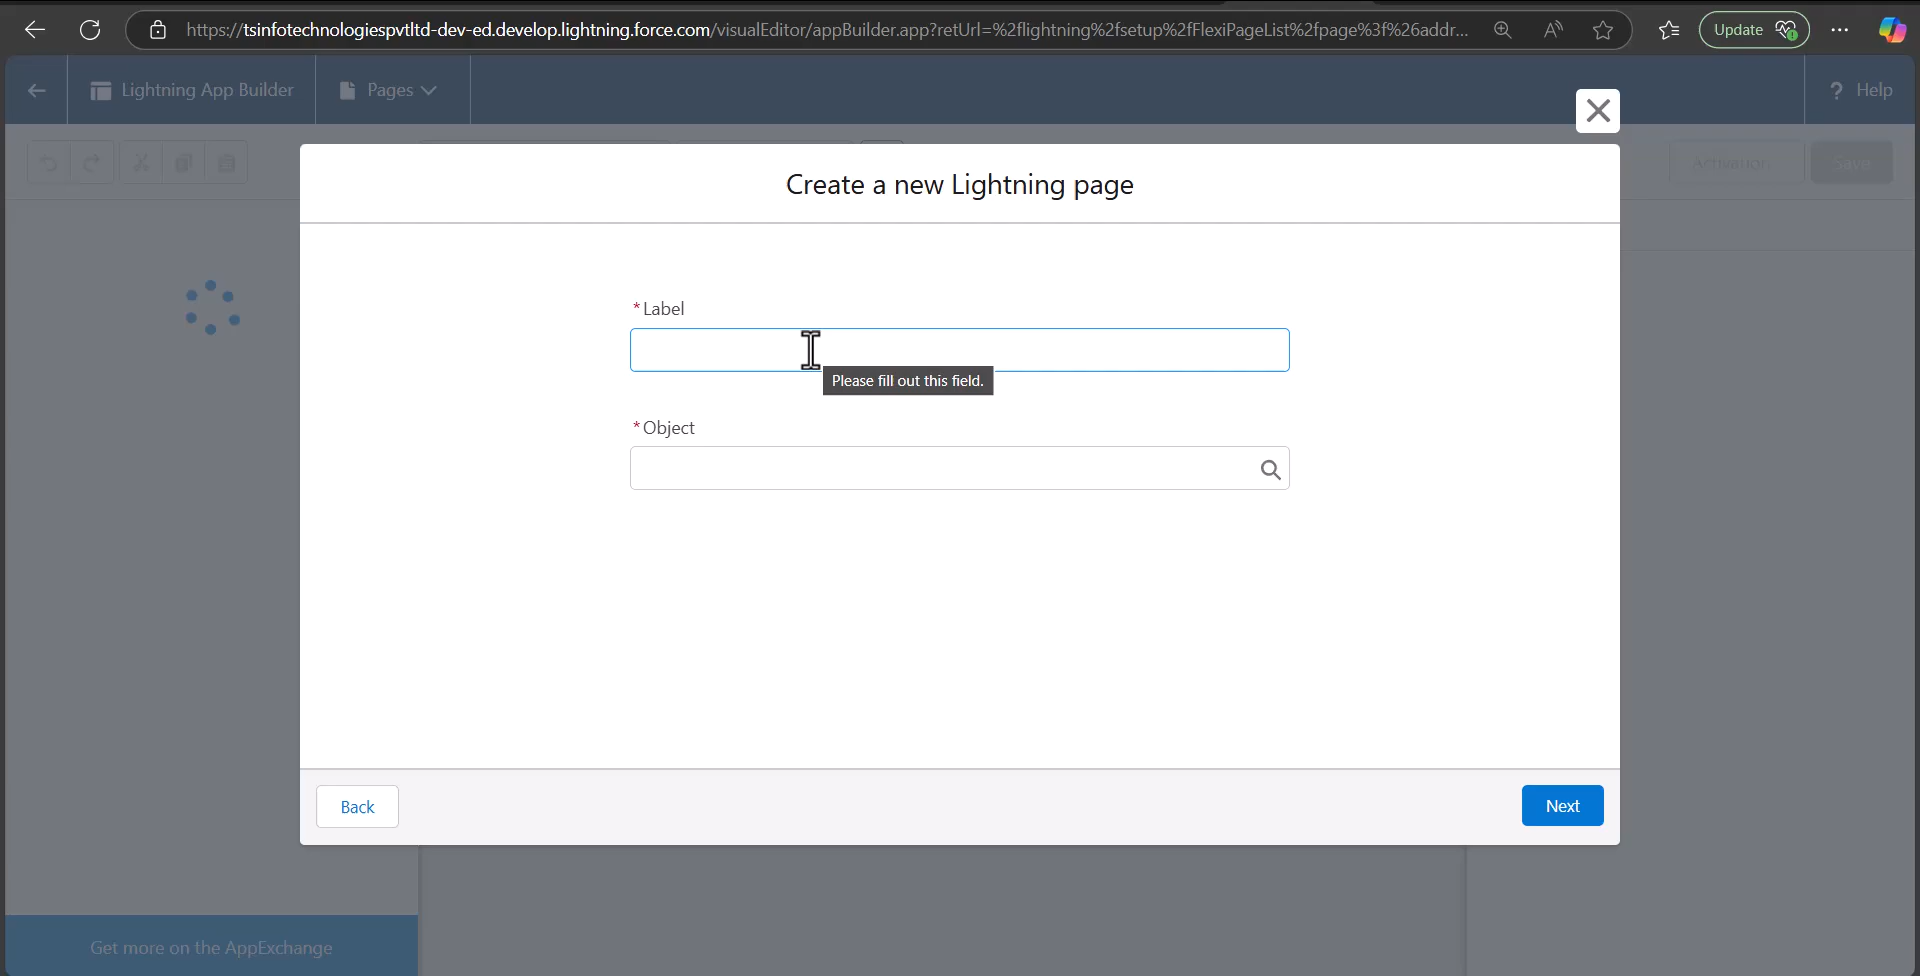 https://tsinfotechnologiespvtltd-dev-ed.develop.lightning.force.com/visualEditor/appBuilder.app?retUrl=%2flightning%2fsetup%2fFlexiPageList%2fpage%3f%26addr...
Update
Lightning App Builder
Pages
? Help
Activation...
Save
Create a new Lightning page
*Label
Please fill out this field.
*Object
Back
Next
Get more on the AppExchange